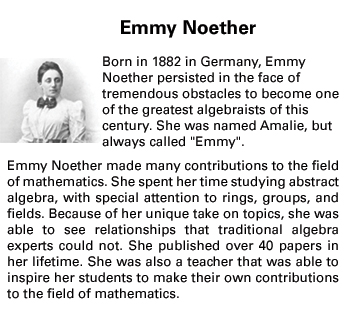 Emmy Noether
Born in 1882 in Germany, Emmy
Noether persisted in the face of
tremendous obstacles to become one
of the greatest algebraists of this
century. She was named Amalie, but
always called "Emmy".
Emmy Noether made many contributions to the field
of mathematics. She spent her time studying abstract
algebra, with special attention to rings, groups, and
fields. Because of her unique take on topics, she was
able to see relationships that traditional algebra
experts could not. She published over 40 papers in
her lifetime. She was also a teacher that was able to
inspire her students to make their own contributions
to the field of mathematics.